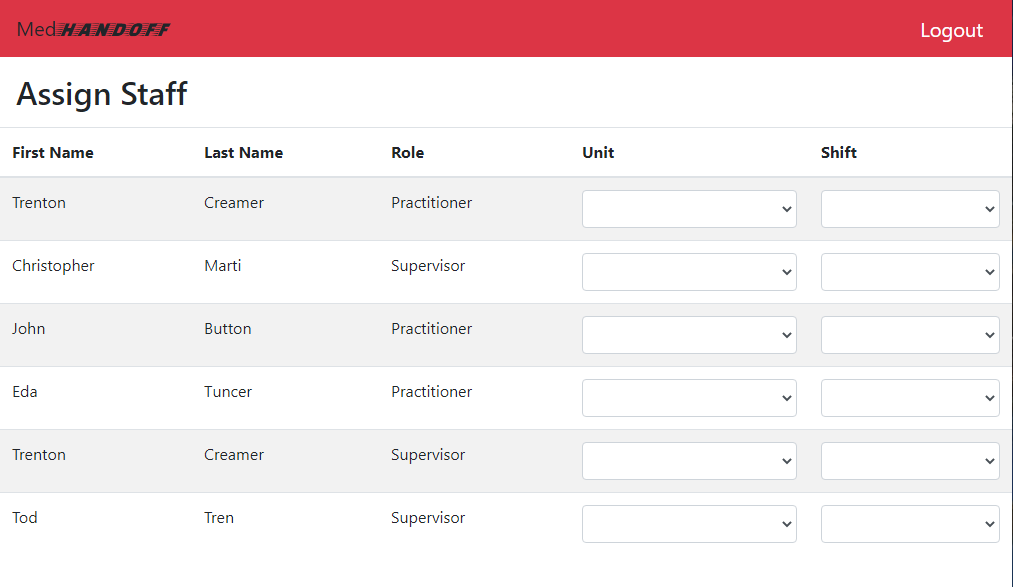 MedHANDOFF Logout
Assign Staff
First Name Last Name Role Unit Shift
Trenton Creamer Practitioner
Christopher Marti Supervisor
John Button Practitioner
Eda Tuncer Practitioner
Trenton Creamer Supervisor
Tod Tren Supervisor